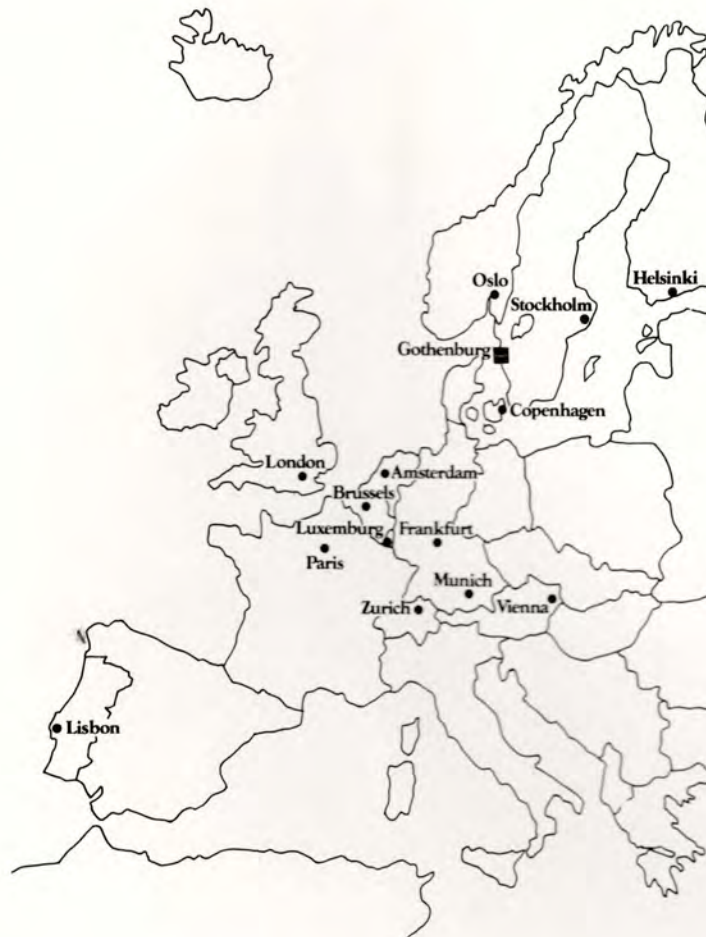 Oslo
Helsinki
Stockholm
Gothenburg
Copenhagen
London
Amsterdam
Brussels
Luxemburg
Frankfurt
Paris
Munich
Zurich
Vienna
Lisbon